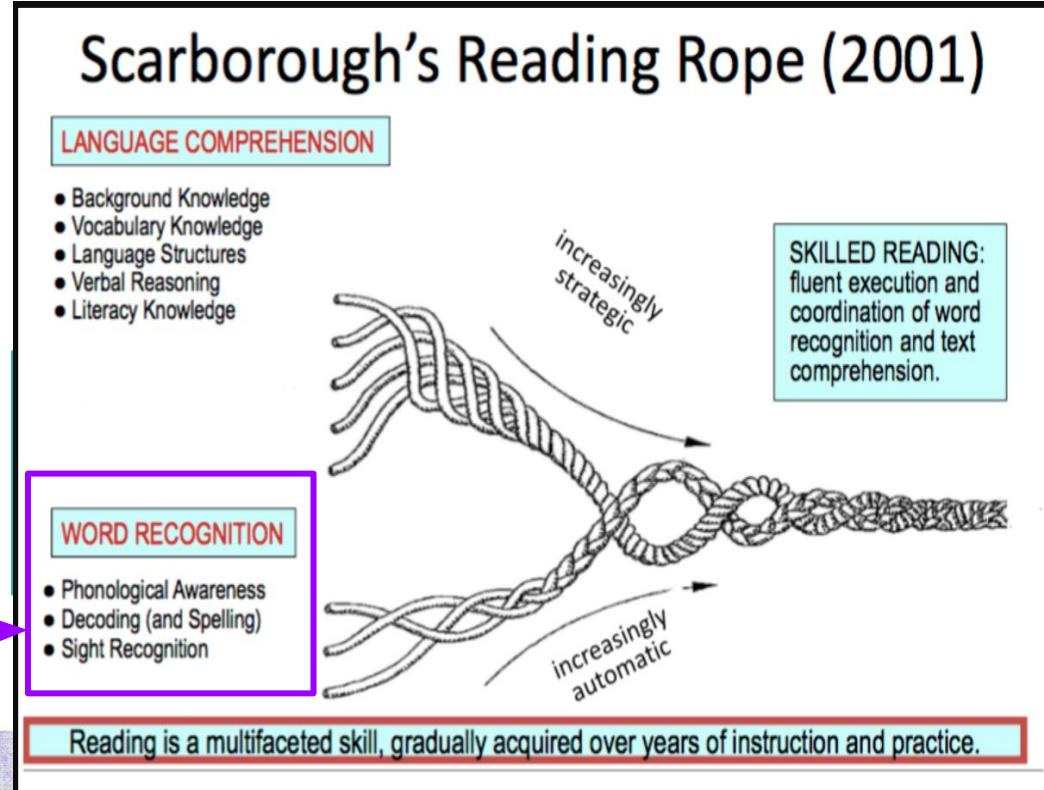 Scarborough's Reading Rope (2001)
LANGUAGE COMPREHENSION
● Background Knowledge
● Vocabulary Knowledge
● Language Structures
● Verbal Reasoning
● Literacy Knowledge
increasingly
strategic
SKILLED READING:
fluent execution and
coordination of word
recognition and text
comprehension.
WORD RECOGNITION
● Phonological Awareness
● Decoding (and Spelling)
● Sight Recognition
increasingly
automatic
Reading is a multifaceted skill, gradually acquired over years of instruction and practice.